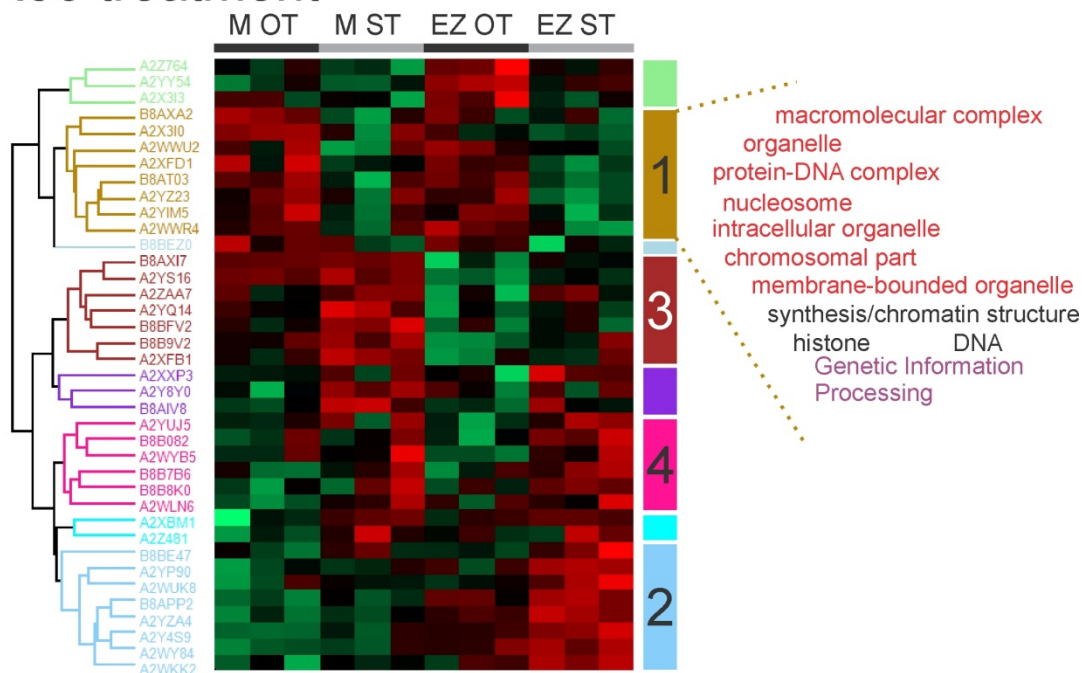 M OT M ST EZ OT EZ ST
A2Z764
A2YY54
A2X3I3
B8AXA2
A2X3I0
A2WWU2
A2XFD1
B8AT03
A2YZ23
A2YIM5
A2WWR4
B8BEZ0
B8AXI7
A2YS16
A2ZAA7
A2YQ14
B8BFV2
B8B9V2
A2XFB1
A2XXP3
A2Y8Y0
B8AIV8
A2YUJ5
B8B082
A2WYB5
B8B7B6
B8B8K0
A2WLN6
A2XBM1
A2Z481
B8BE47
A2YP90
A2WUK8
B8APP2
A2YZA4
A2Y4S9
A2WY84
A2WKK2
1
3
4
2
macromolecular complex
organelle
protein-DNA complex
nucleosome
intracellular organelle
chromosomal part
membrane-bounded organelle
synthesis/chromatin structure
histone DNA
Genetic Information
Processing